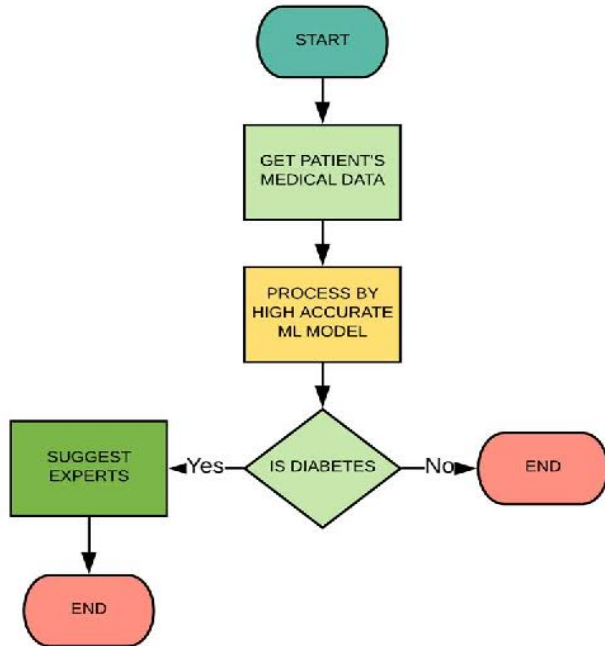 START
GET PATIENT'S
MEDICAL DATA
PROCESS BY
HIGH ACCURATE
ML MODEL
SUGGEST
EXPERTS
Yes
IS DIABETES
No
END
END